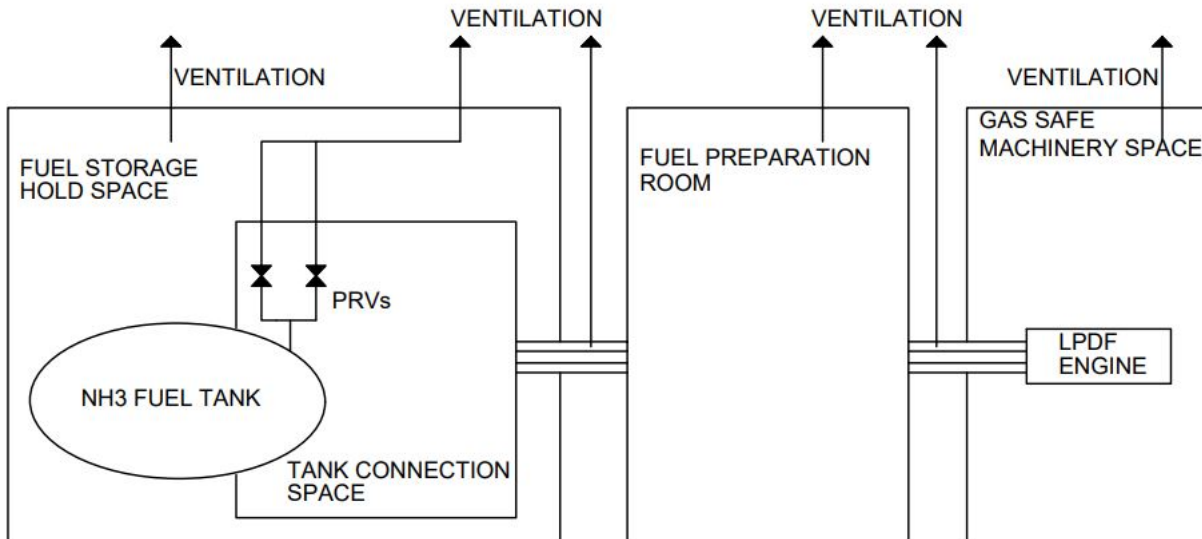 VENTILATION
VENTILATION
VENTILATION
VENTILATION
FUEL STORAGE
HOLD SPACE
FUEL PREPARATION
ROOM
GAS SAFE
MACHINERY SPACE
PRVs
NH3 FUEL TANK
TANK CONNECTION
SPACE
LPDF
ENGINE